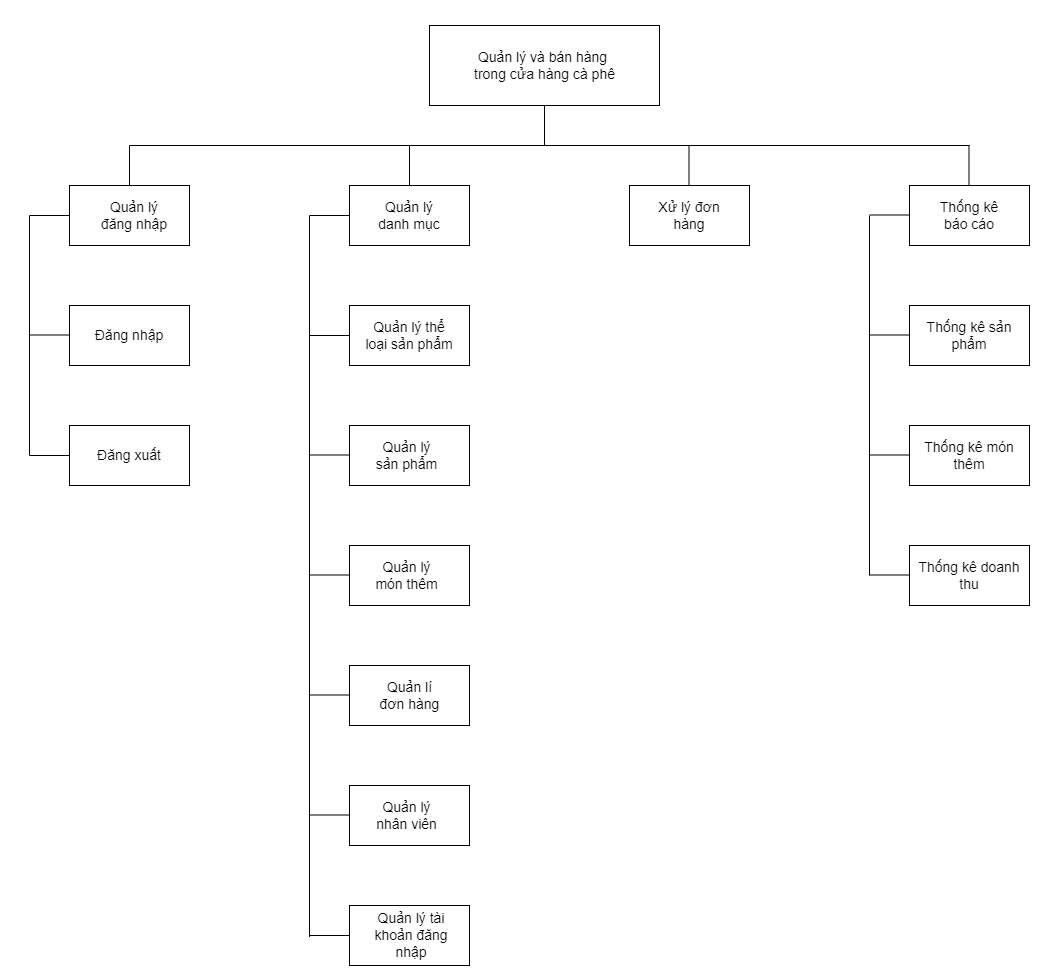 Quản lý và bán hàng
trong cửa hàng cà phê
Quản lý
đăng nhập
Quản lý
danh mục
Xử lý đơn
hàng
Thống kê
báo cáo
Đăng nhập
Quản lý thể
loại sản phẩm
Thống kê sản
phẩm
Đăng xuất
Quản lý
sản phẩm
Thống kê món
thêm
Quản lý
món thêm
Thống kê doanh
thu
Quản lí
đơn hàng
Quản lý
nhân viên
Quản lý tài
khoản đăng
nhập